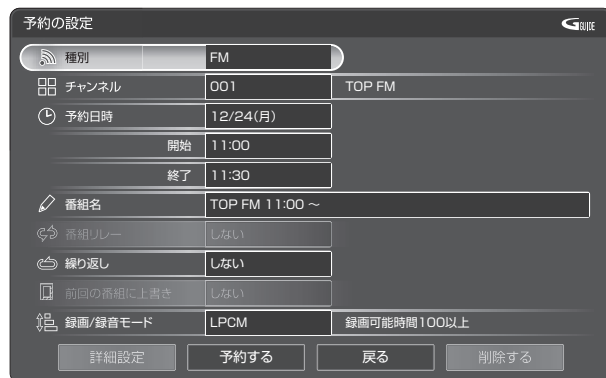 予約の設定 G GUIDE
種別 FM
チャンネル 001 TOP FM
予約日時 12/24(月)
開始 11:00
終了 11:30
番組名 TOP FM 11:00 ~
番組リレー しない
繰り返し しない
前回の番組に上書き しない
録画/録音モード LPCM 録画可能時間100以上
詳細設定 予約する 戻る 削除する